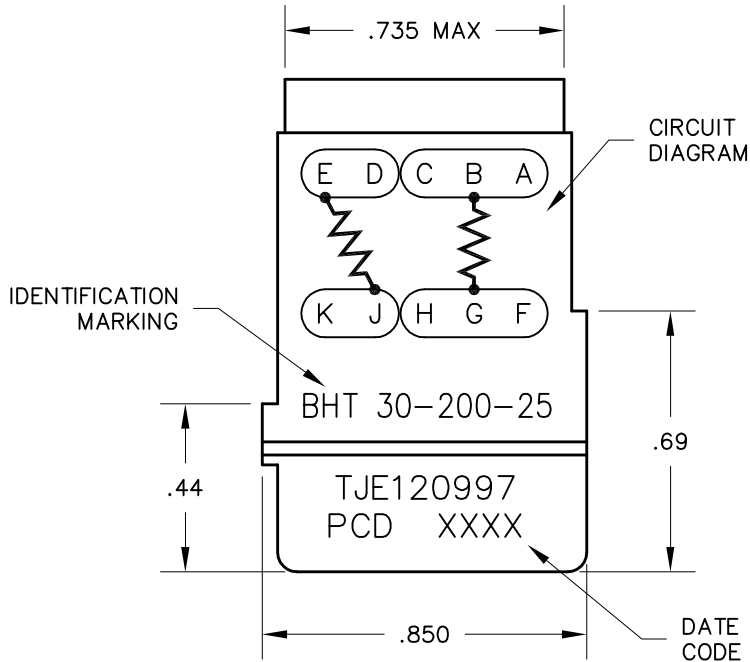 .735 MAX
CIRCUIT
DIAGRAM
E D C B A
IDENTIFICATION
MARKING
K J H G F
BHT 30-200-25
.69
.44
TJE120997
PCD XXXX
.850
DATE
CODE